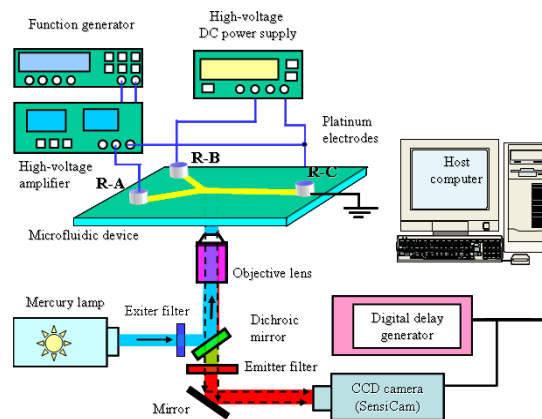 Function generator
High-voltage
DC power supply
High-voltage
amplifier
Platinum
electrodes
R-B
R-A
R-C
Host
computer
Microfluidic device
Objective lens
Mercury lamp
Exiter filter
Dichroic
mirror
Digital delay
generator
Emitter filter
Mirror
CCD camera
(SensiCam)